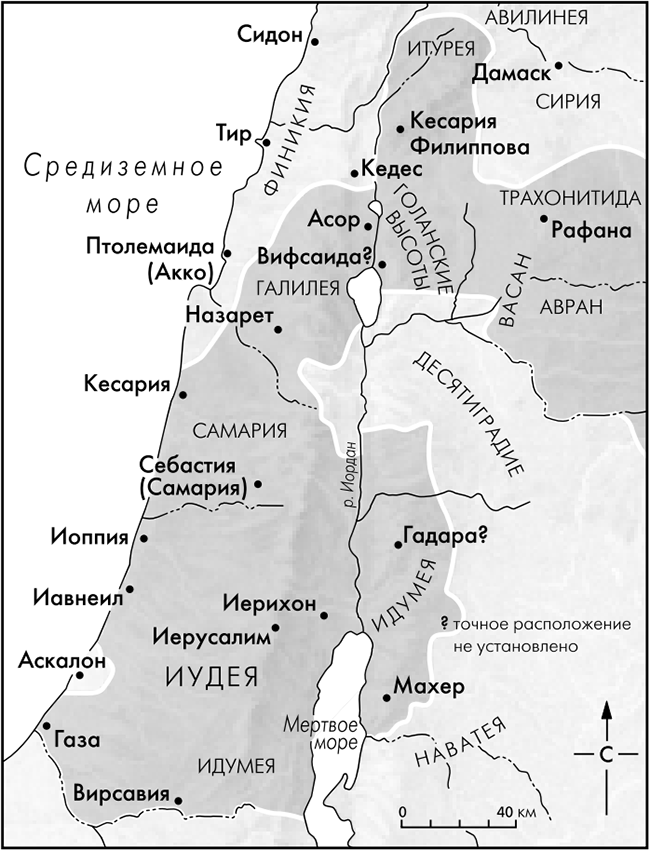 АВИЛИНЕЯ
Сидон
ИТУРЕЯ
Дамаск
СИРИЯ
ФИНИКИЯ
Кесария
Филиппова
Тир
Средиземное
море
Кедес
ТРАХОНИТИДА
Рафана
ГОЛАНСКИЕ
ВЫСОТЫ
Асор
Птолемаида
(Акко)
Вифсаида?
ГАЛИЛЕЯ
ВАСАН
АВРАН
Назарет
Кесария
ДЕСЯТИГРАДИЕ
САМАРИЯ
Себастия
(Самария)
р. Иордан
Иоппия
Гадара?
Иавнеил
Иерихон
ИДУМЕЯ
Иерусалим
? точное расположение
не установлено
Аскалон
ИУДЕЯ
Махер
Мертвое
море
Газа
НАВАТЕЯ
С
ИДУМЕЯ
Вирсавия
0 40 км